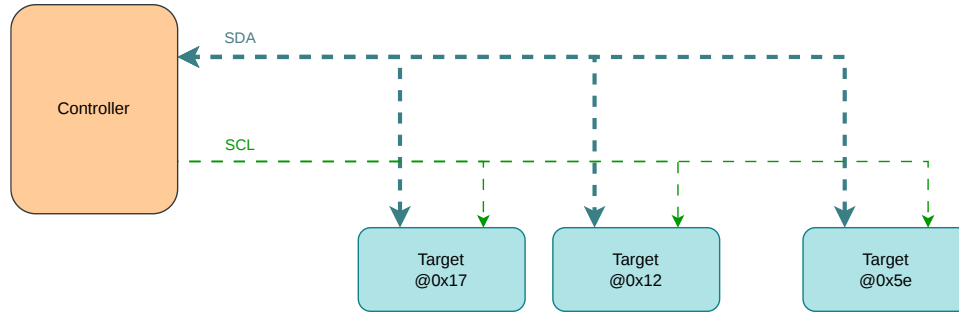 SDA
Controller
SCL
Target
@0x17
Target
@0x12
Target
@0x5e